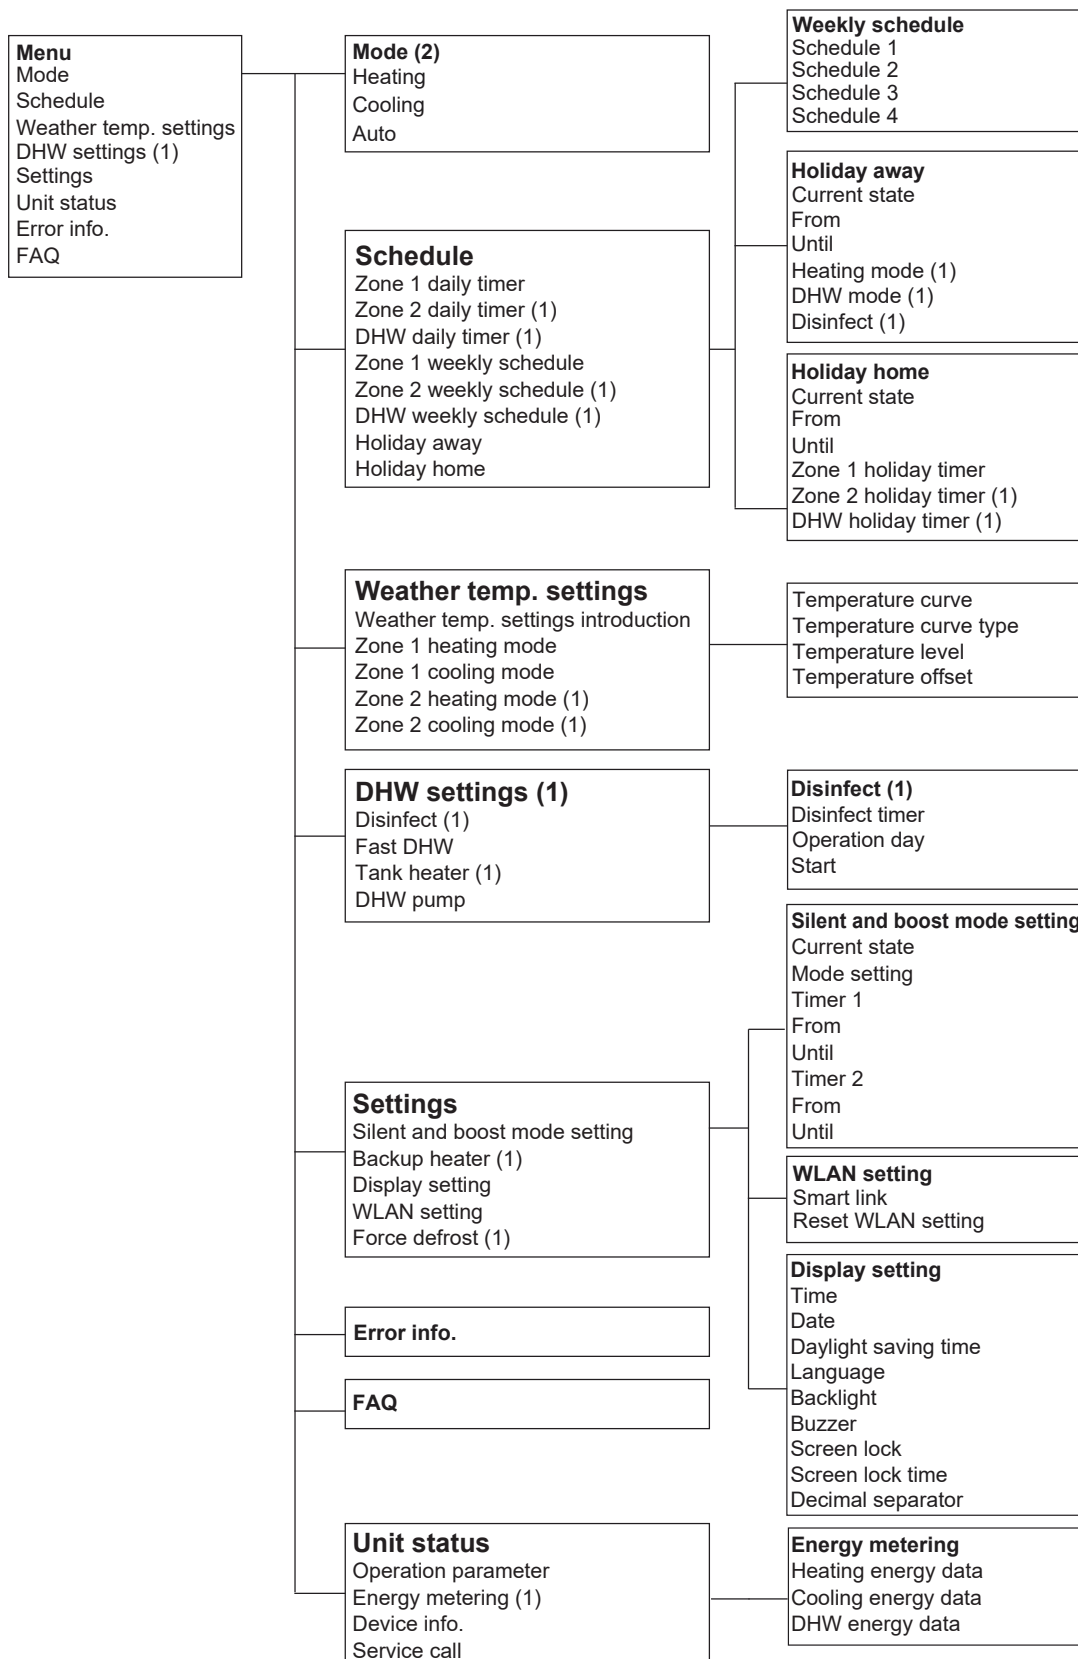 Menu
Mode
Schedule
Weather temp. settings
DHW settings (1)
Settings
Unit status
Error info.
FAQ
Mode (2)
Heating
Cooling
Auto
Schedule
Zone 1 daily timer
Zone 2 daily timer (1)
DHW daily timer (1)
Zone 1 weekly schedule
Zone 2 weekly schedule (1)
DHW weekly schedule (1)
Holiday away
Holiday home
Weekly schedule
Schedule 1
Schedule 2
Schedule 3
Schedule 4
Holiday away
Current state
From
Until
Heating mode (1)
DHW mode (1)
Disinfect (1)
Holiday home
Current state
From
Until
Zone 1 holiday timer
Zone 2 holiday timer (1)
DHW holiday timer (1)
Weather temp. settings
Weather temp. settings introduction
Zone 1 heating mode
Zone 1 cooling mode
Zone 2 heating mode (1)
Zone 2 cooling mode (1)
Temperature curve
Temperature curve type
Temperature level
Temperature offset
DHW settings (1)
Disinfect (1)
Fast DHW
Tank heater (1)
DHW pump
Disinfect (1)
Disinfect timer
Operation day
Start
Settings
Silent and boost mode setting
Backup heater (1)
Display setting
WLAN setting
Force defrost (1)
Silent and boost mode setting
Current state
Mode setting
Timer 1
From
Until
Timer 2
From
Until
WLAN setting
Smart link
Reset WLAN setting
Display setting
Time
Date
Daylight saving time
Language
Backlight
Buzzer
Screen lock
Screen lock time
Decimal separator
Error info.
FAQ
Unit status
Operation parameter
Energy metering (1)
Device info.
Service call
Energy metering
Heating energy data
Cooling energy data
DHW energy data